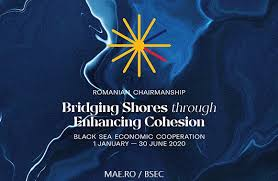 ROMANIAN CHAIRMANSHIP
Bridging Shores through
Enhancing Cohesion
BLACK SEA ECONOMIC COOPERATION
1 JANUARY — 30 JUNE 2020
MAE.RO / BSEC